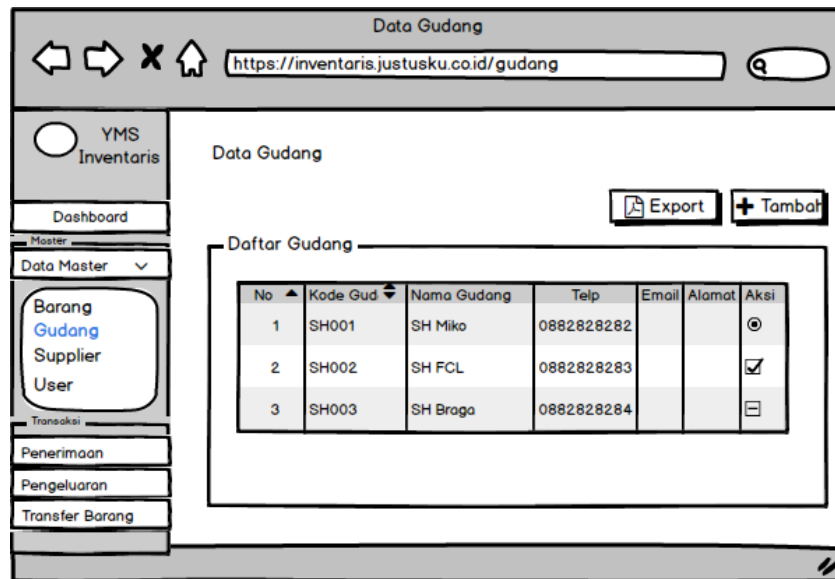 Data Gudang
https://inventaris.justusku.co.id/gudang
YMS
Inventaris
Dashboard
Master
Data Master
Barang
Gudang
Supplier
User
Transaksi
Penerimaan
Pengeluaran
Transfer Barang
Data Gudang
Export
Tambah
Daftar Gudang
No Kode Gud Nama Gudang Telp Email Alamat Aksi
1 SH001 SH Miko 0882828282
2 SH002 SH FCL 0882828283
3 SH003 SH Braga 0882828284